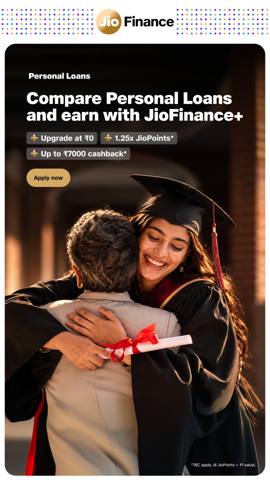 Jio Finance
Personal Loans
Compare Personal Loans
and earn with JioFinance+
Upgrade at ₹0
1.25x JioPoints*
Up to ₹7000 cashback*
Apply now
*T&C apply. (4 JioPoints = ₹1 value)